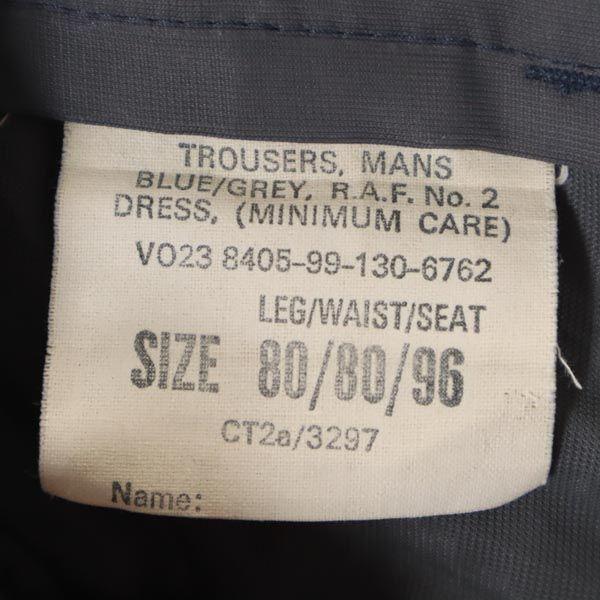 TROUSERS, MANS
BLUE/GREY, R.A.F. No. 2
DRESS, (MINIMUM CARE)
VO23 8405-99-130-6762
LEG/WAIST/SEAT
SIZE 80/80/96
CT2a/3297
Name: